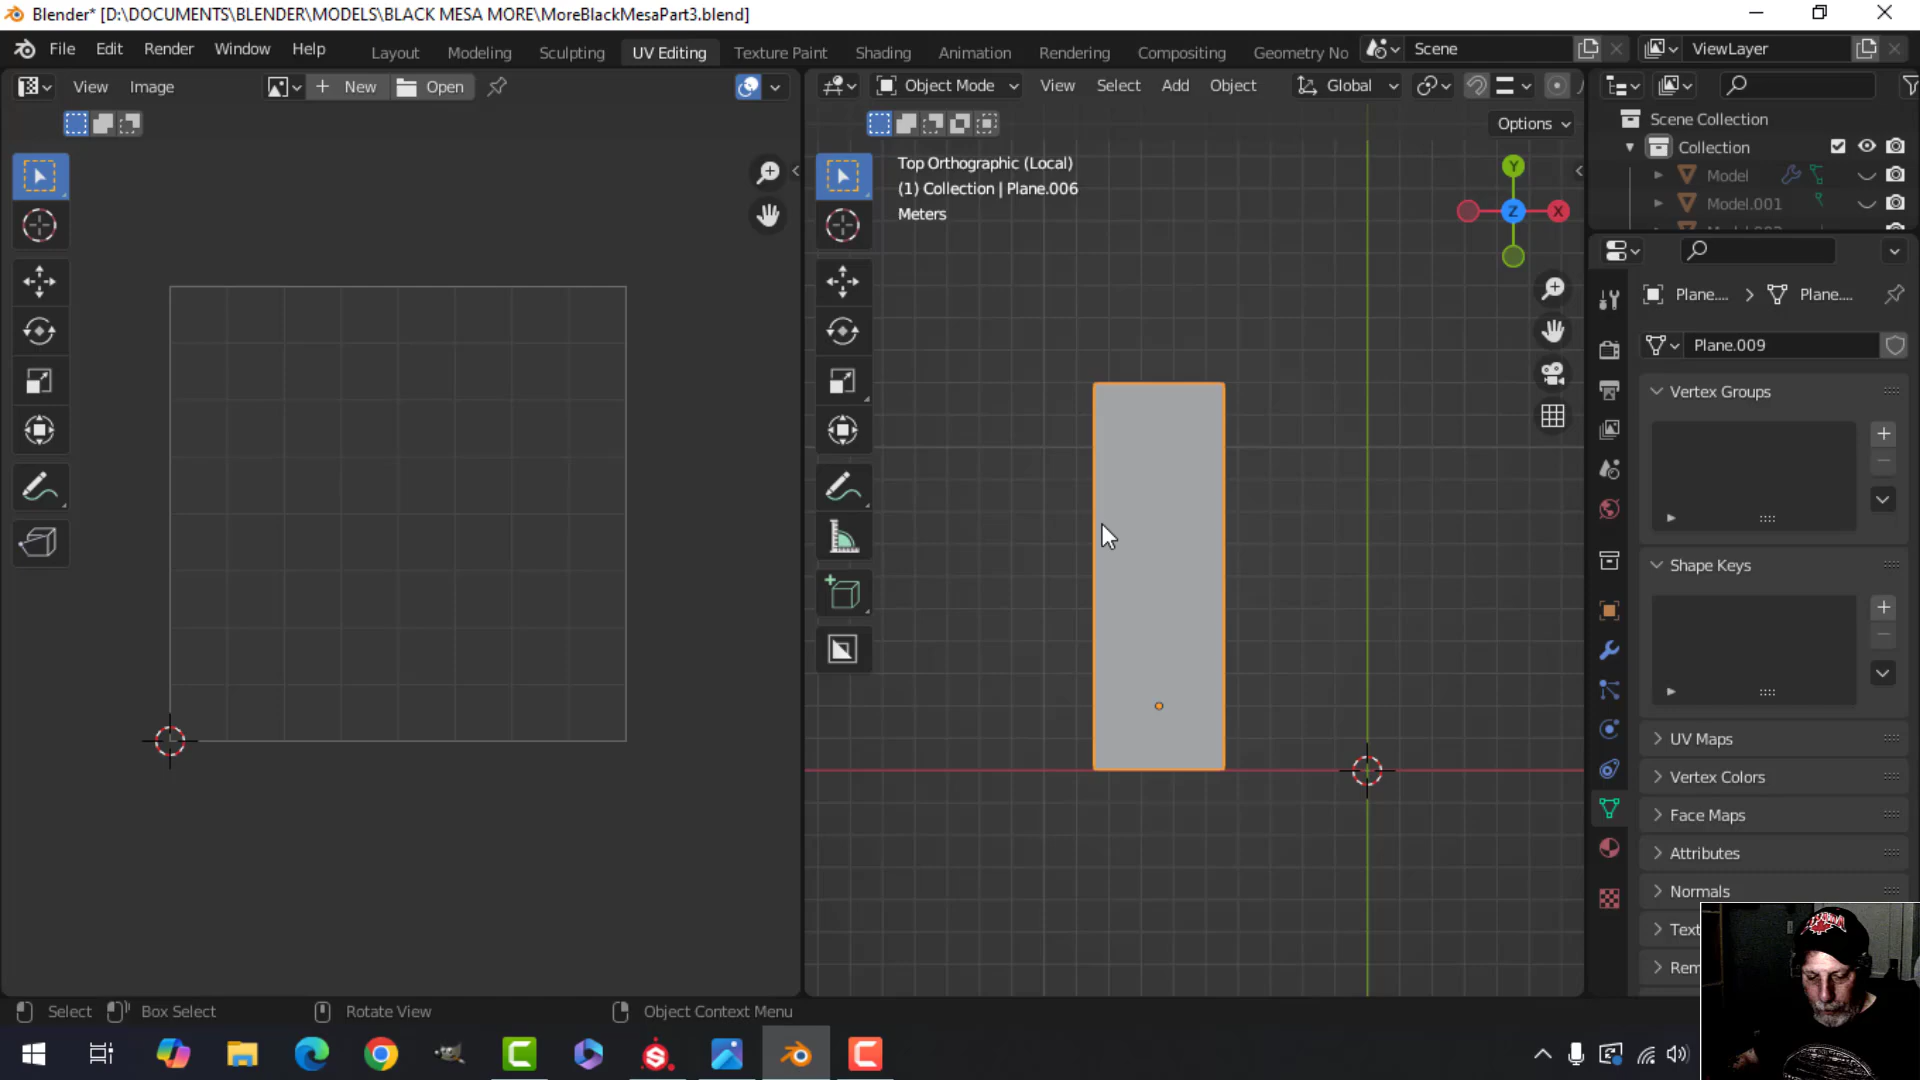 Blender* [D:\DOCUMENTS\BLENDER\MODELS\BLACK MESA MORE\MoreBlackMesaPart3.blend]
File Edit Render Window Help
Layout Modeling Sculpting UV Editing Texture Paint Shading Animation Rendering Compositing Geometry No
Scene
ViewLayer
View Image
New Open
Object Mode View Select Add Object Global
Options
Top Orthographic (Local)
(1) Collection | Plane.006
Meters
Y
X
Z
Scene Collection
Collection
Model
Model.001
Plane.... > Plane....
Plane.009
Vertex Groups
Shape Keys
UV Maps
Vertex Colors
Face Maps
Attributes
Normals
Text
Rem
Select Box Select Rotate View Object Context Menu